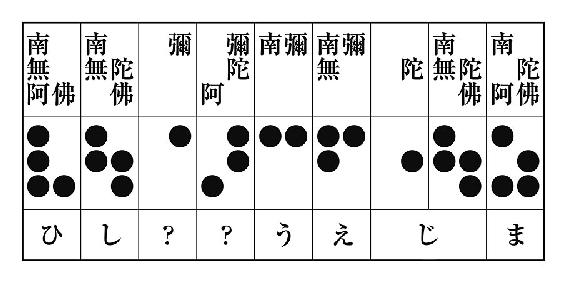 南 南 彌 彌 南彌 南彌 南 南
無 無陀 陀 無 陀 無陀 陀
阿佛 佛 阿 佛 阿佛
ひ し ? ? う え じ ま